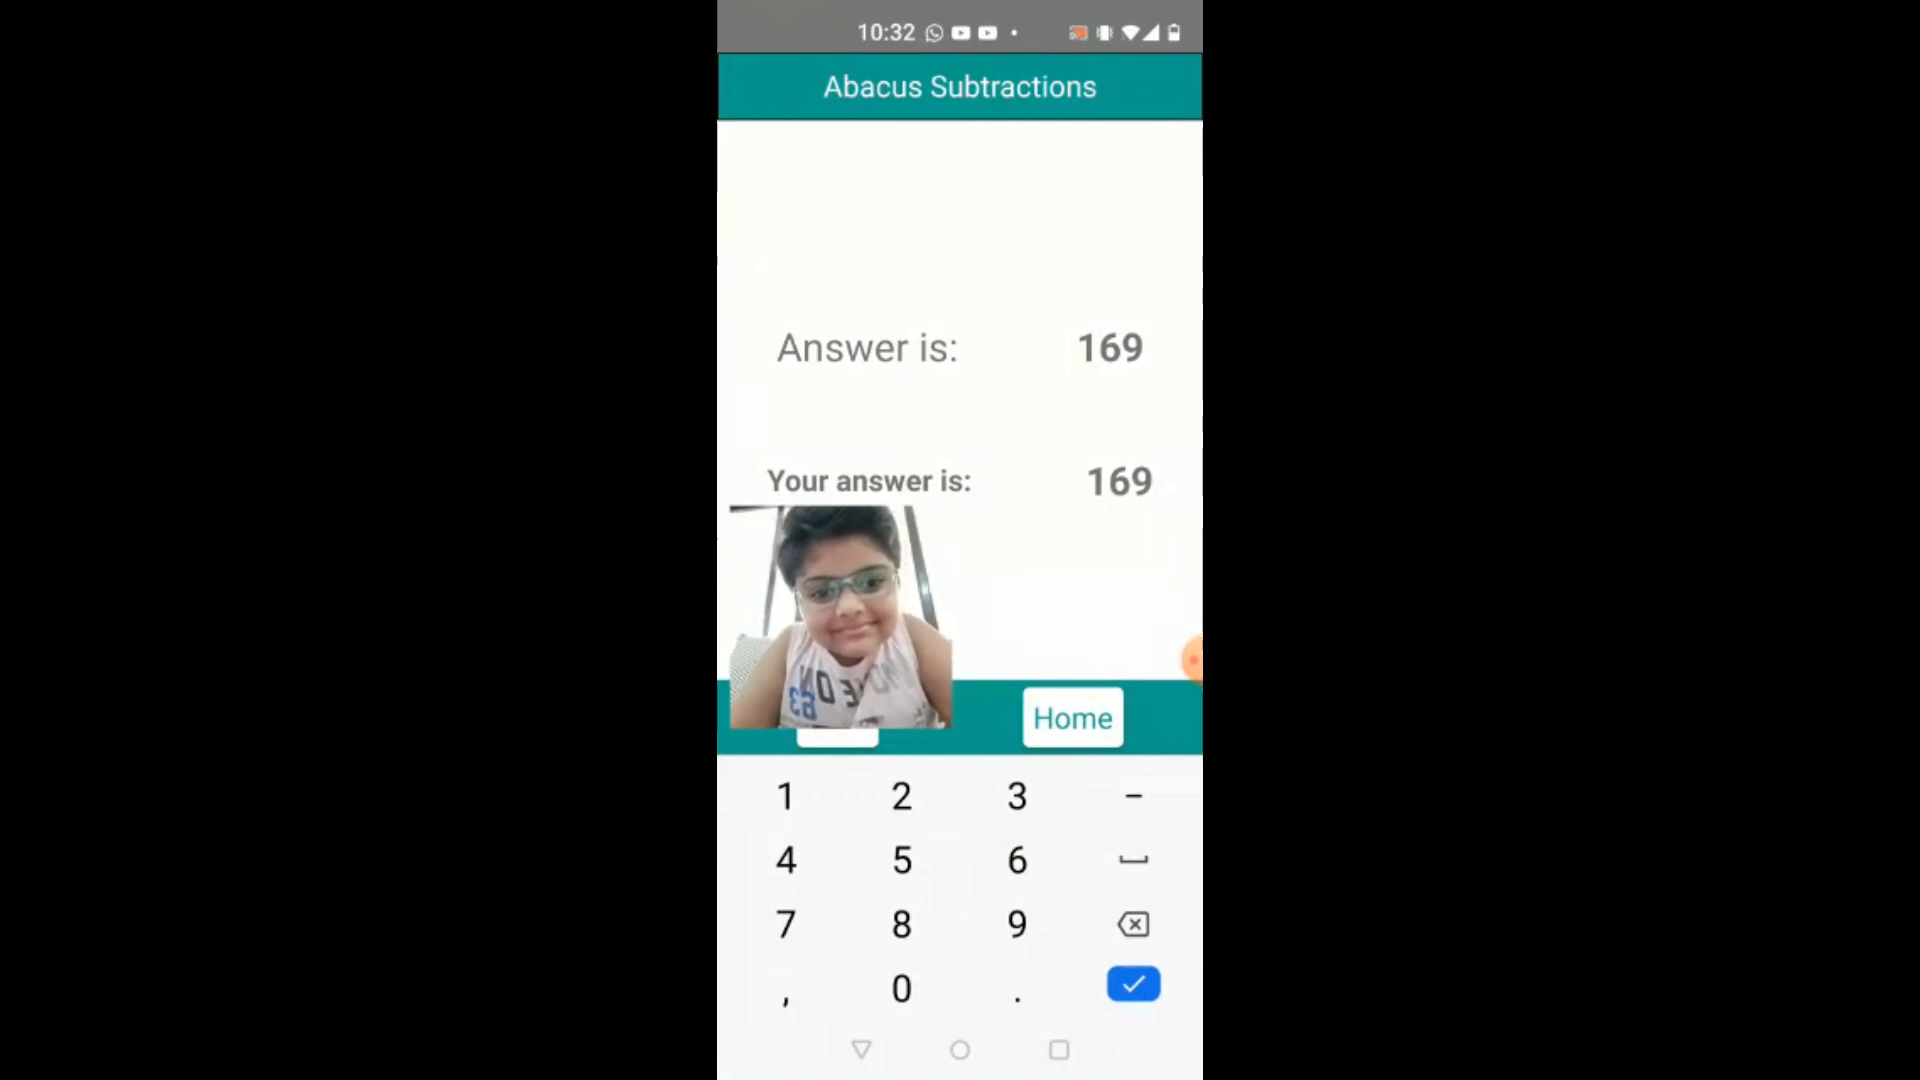 10:32
Abacus Subtractions
Answer is: 169
Your answer is: 169
63
Home
1 2 3 -
4 5 6
7 8 9
, 0 .